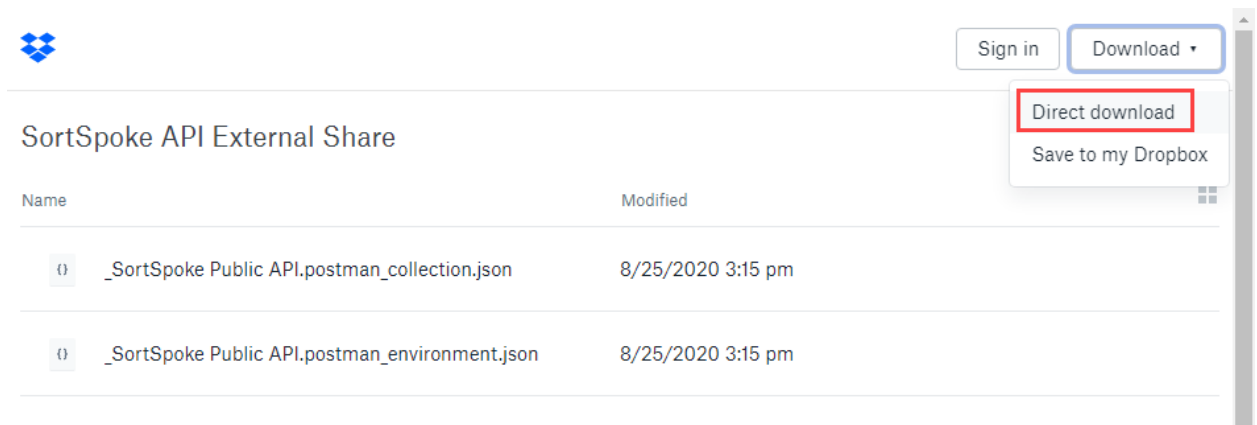 Sign in
Download
Direct download
Save to my Dropbox
SortSpoke API External Share
Name Modified
{} _SortSpoke Public API.postman_collection.json 8/25/2020 3:15 pm
{} _SortSpoke Public API.postman_environment.json 8/25/2020 3:15 pm